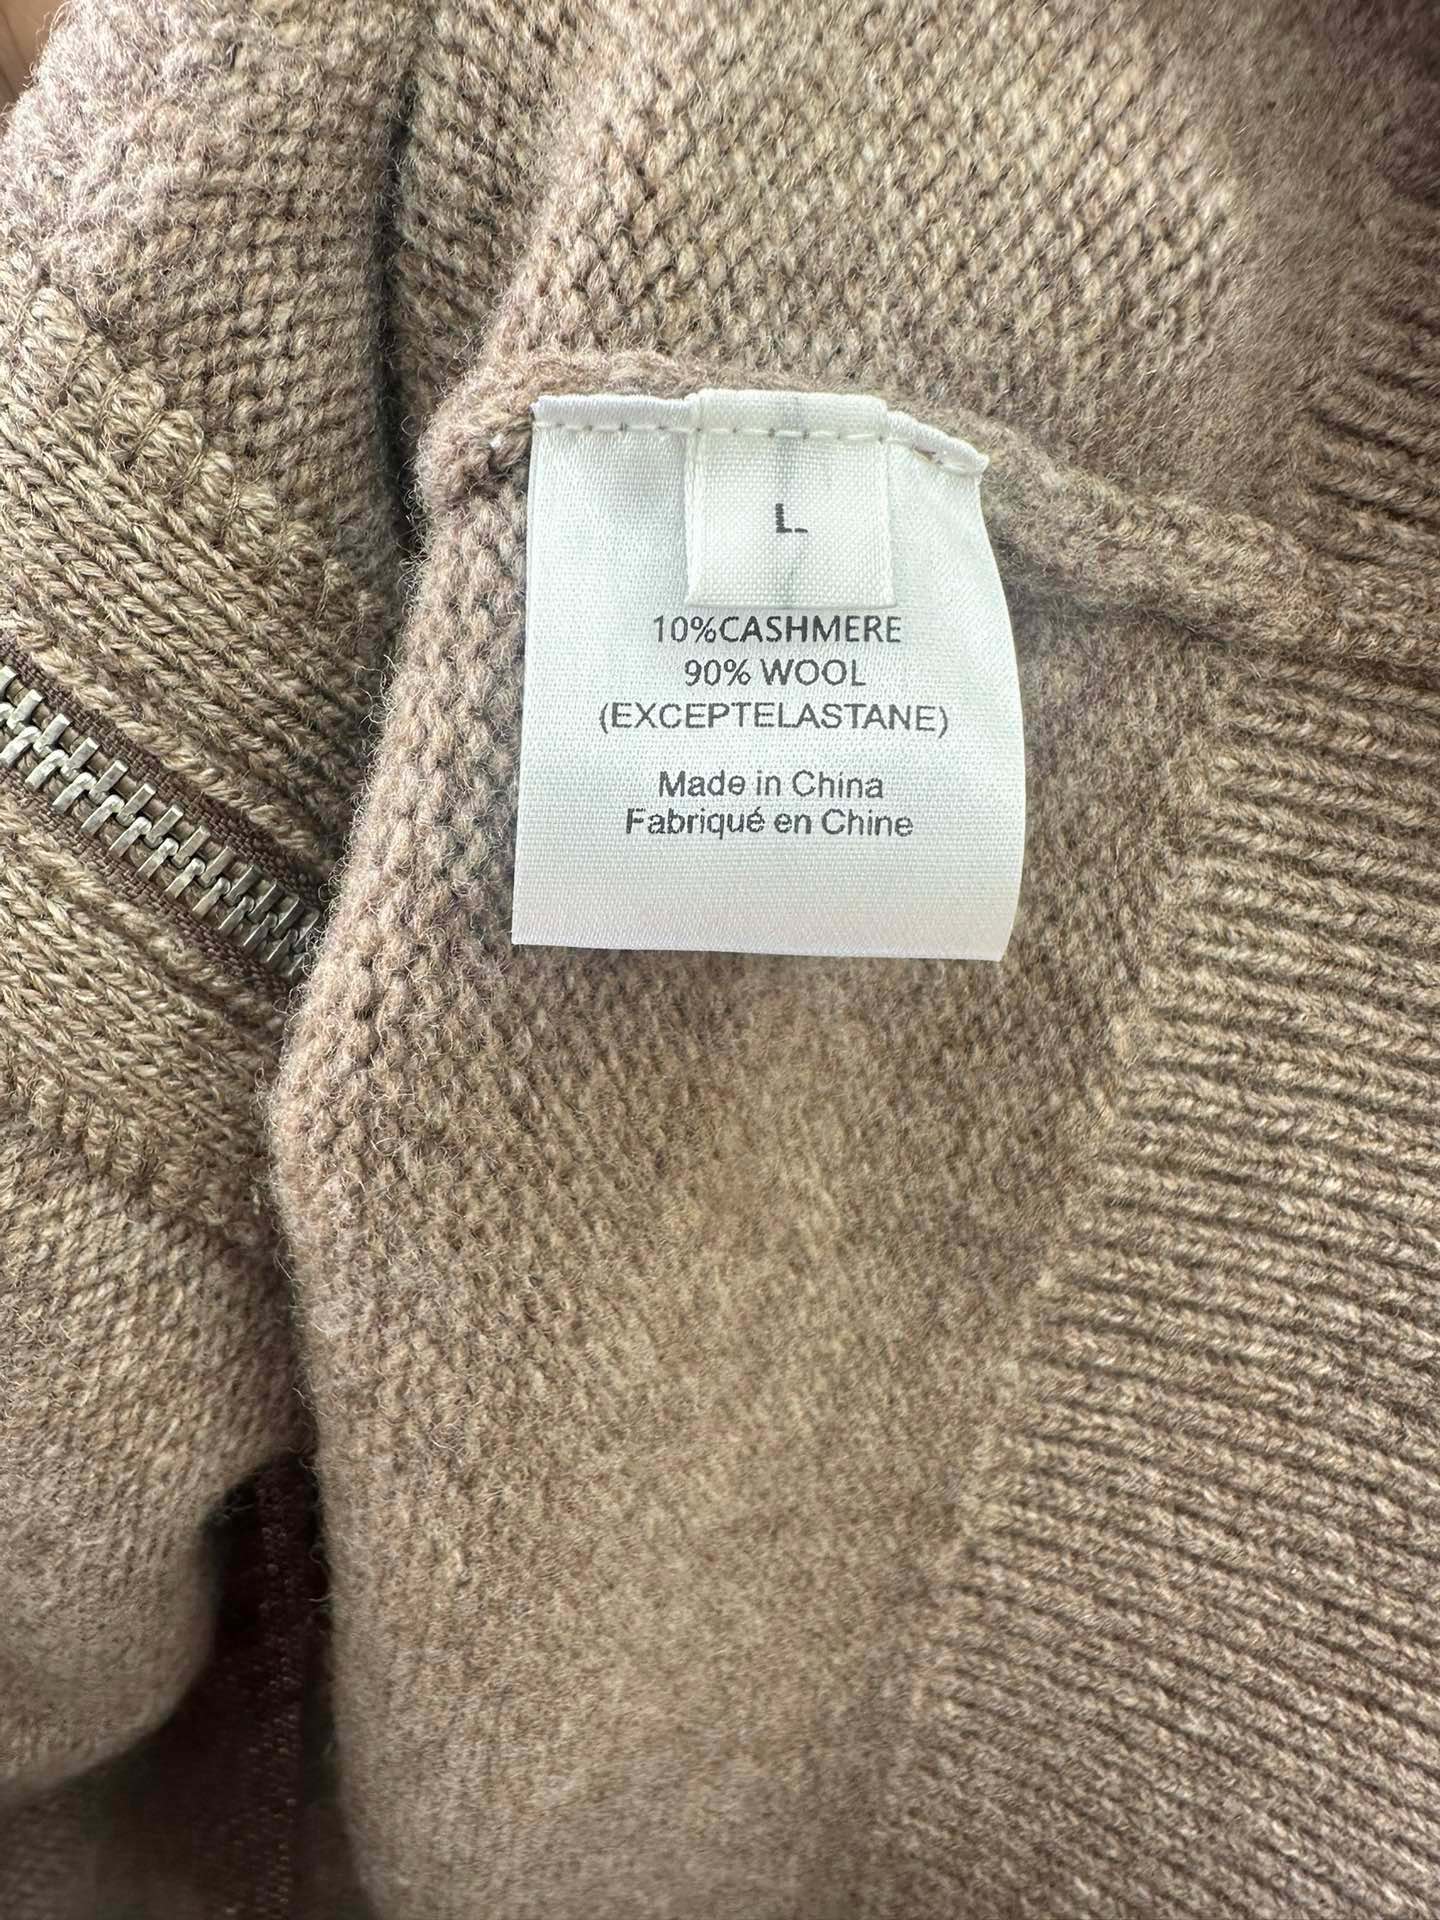 L
10%CASHMERE
90% WOOL
(EXCEPTELASTANE)
Made in China
Fabriqué en Chine